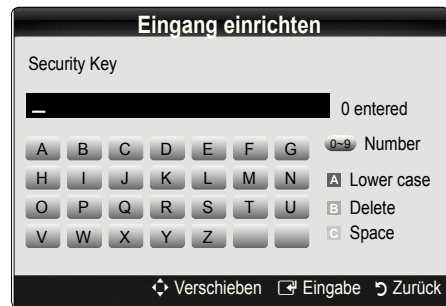 Eingang einrichten
Security Key
_ 0 entered
A B C D E F G 0~9 Number
H I J K L M N A Lower case
O P Q R S T U B Delete
V W X Y Z C Space
Verschieben Eingabe Zurück